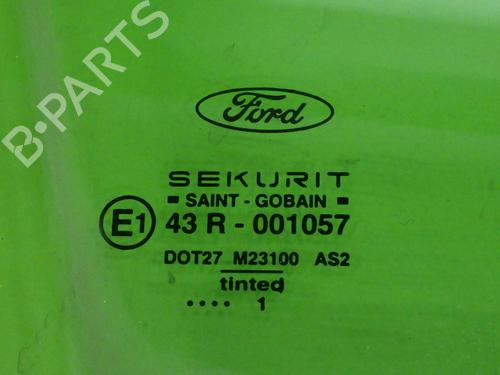 B-PARTS
Ford
SEKURIT
SAINT - GOBAIN
E1 43 R - 001057
DOT27 M23100 AS2
tinted
.... 1